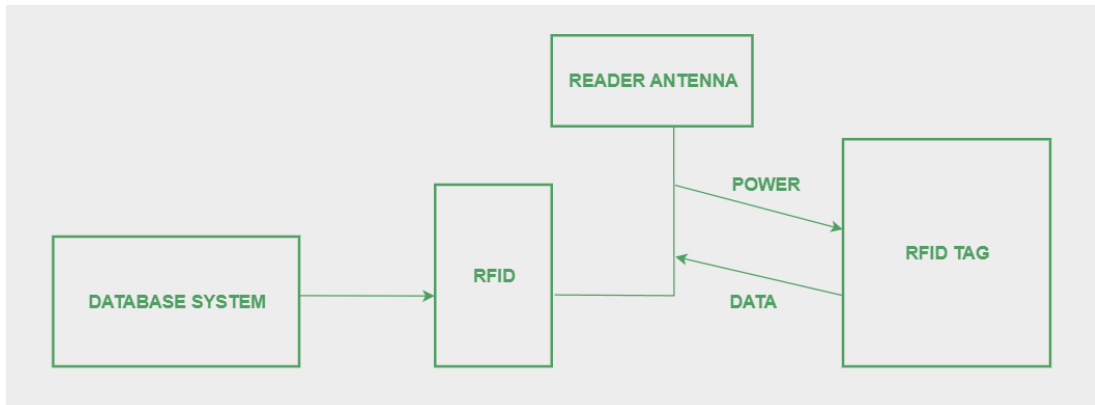 READER ANTENNA
POWER
RFID TAG
RFID
DATABASE SYSTEM
DATA